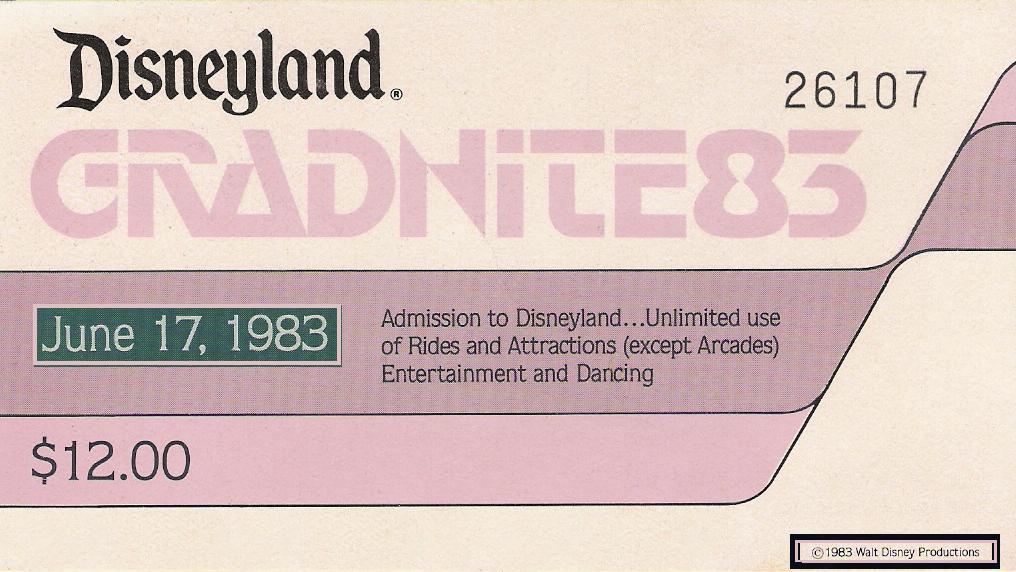 Disneyland®
26107
GRADNITE83
June 17, 1983
Admission to Disneyland...Unlimited use
of Rides and Attractions (except Arcades)
Entertainment and Dancing
$12.00
©1983 Walt Disney Productions